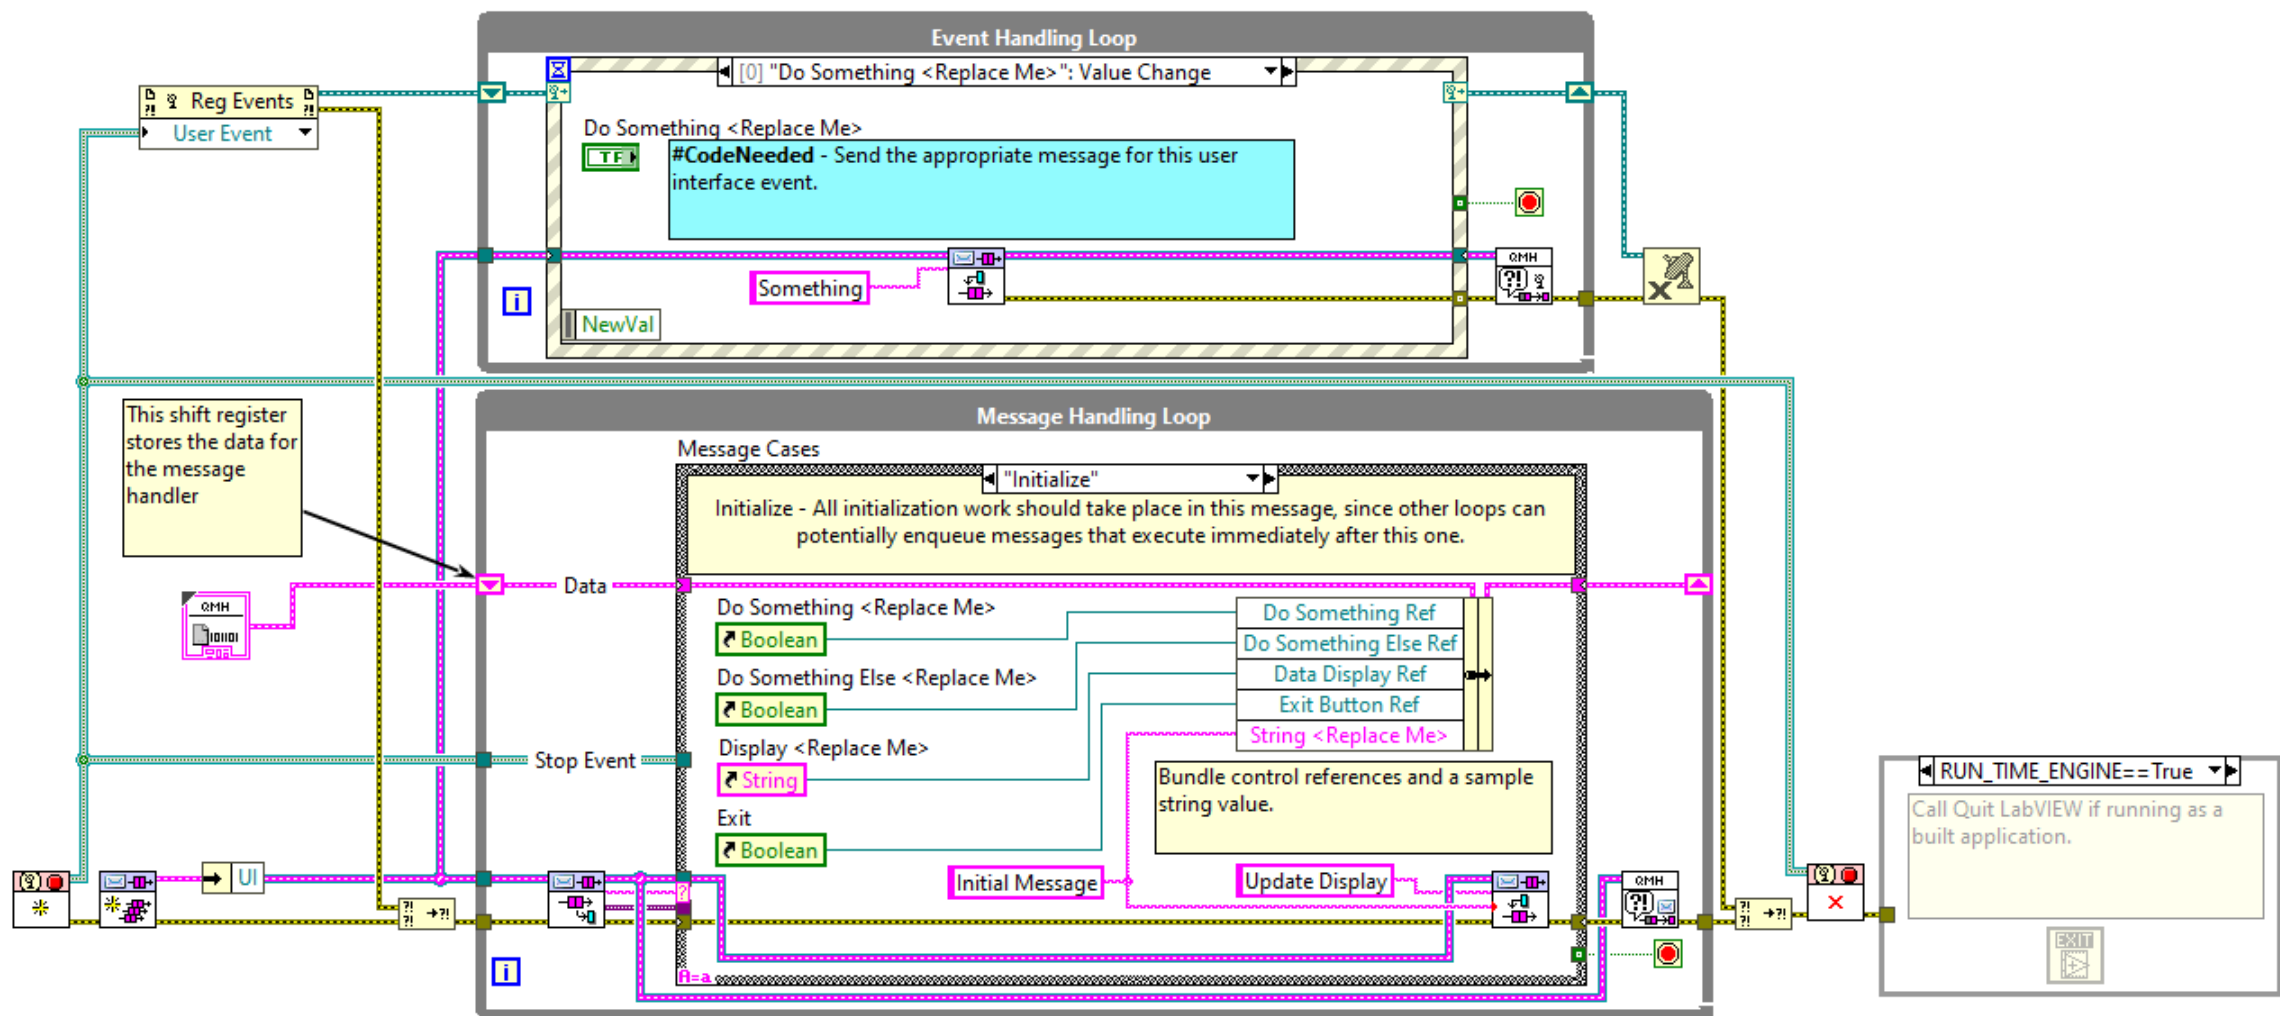 Event Handling Loop
[0] "Do Something <Replace Me>": Value Change
Reg Events
User Event
Do Something <Replace Me>
TF
#CodeNeeded - Send the appropriate message for this user
interface event.
QMH
Something
i
NewVal
Message Handling Loop
This shift register
stores the data for
the message
handler
Message Cases
"Initialize"
Initialize - All initialization work should take place in this message, since other loops can
potentially enqueue messages that execute immediately after this one.
Data
QMH
Do Something <Replace Me>
Boolean
Do Something Ref
Do Something Else Ref
Data Display Ref
Exit Button Ref
String <Replace Me>
Do Something Else <Replace Me>
Boolean
Stop Event
Display <Replace Me>
String
Bundle control references and a sample
string value.
RUN_TIME_ENGINE==True
Call Quit LabVIEW if running as a
built application.
Exit
Boolean
UI
Initial Message
Update Display
QMH
i
A=a
EXIT